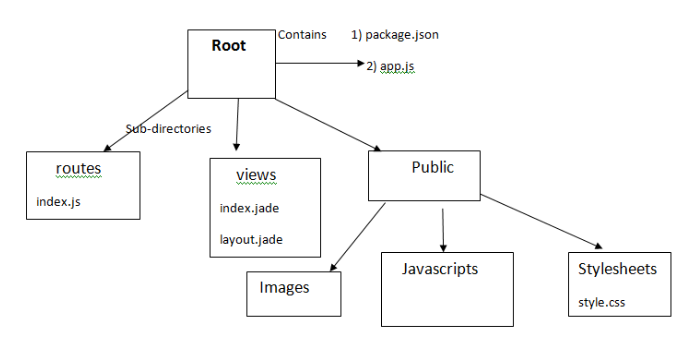 Root
Contains
1) package.json
2) app.js
Sub-directories
routes
index.js
views
index.jade
layout.jade
Public
Images
Javascripts
Stylesheets
style.css